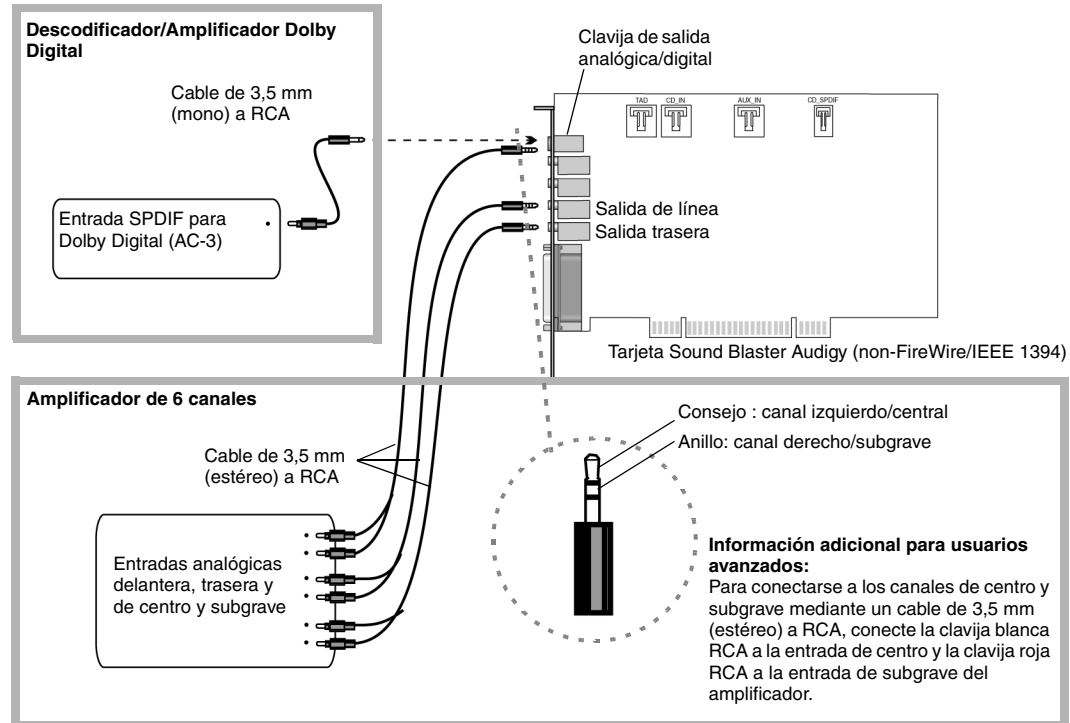 Descodificador/Amplificador Dolby
Digital
Cable de 3,5 mm
(mono) a RCA
Entrada SPDIF para
Dolby Digital (AC-3)
Clavija de salida
analógica/digital
TAD
CD_IN
AUX_IN
CD_SPDIF
Salida de línea
Salida trasera
Tarjeta Sound Blaster Audigy (non-FireWire/IEEE 1394)
Amplificador de 6 canales
Cable de 3,5 mm
(estéreo) a RCA
Entradas analógicas
delantera, trasera y
de centro y subgrave
Consejo : canal izquierdo/central
Anillo: canal derecho/subgrave
Información adicional para usuarios
avanzados:
Para conectarse a los canales de centro y
subgrave mediante un cable de 3,5 mm
(estéreo) a RCA, conecte la clavija blanca
RCA a la entrada de centro y la clavija roja
RCA a la entrada de subgrave del
amplificador.